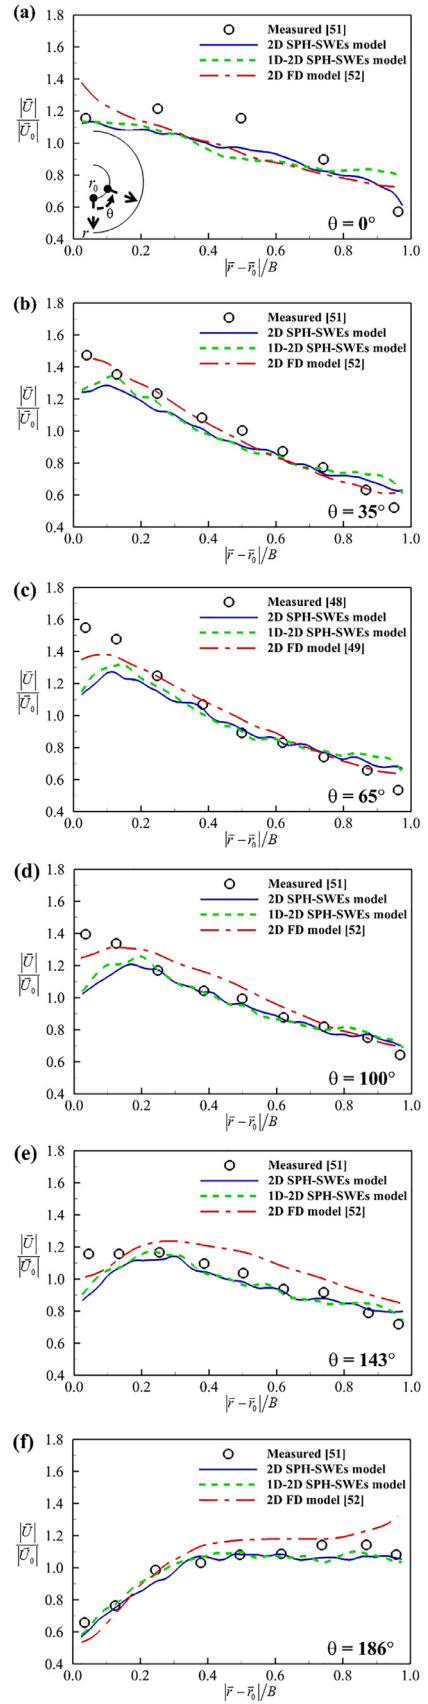 (a)
Measured [51]
2D SPH-SWEs model
1D-2D SPH-SWEs model
2D FD model [52]
1.8
1.6
1.4
1.2
1.0
0.8
0.6
0.4
|U⃗|
|U⃗₀|
r₀
θ
r
θ = 0°
0.0 0.2 0.4 0.6 0.8 1.0
|r⃗ − r⃗₀|/B
(b)
Measured [51]
2D SPH-SWEs model
1D-2D SPH-SWEs model
2D FD model [52]
1.8
1.6
1.4
1.2
1.0
0.8
0.6
0.4
|U⃗|
|U⃗₀|
θ = 35°
0.0 0.2 0.4 0.6 0.8 1.0
|r⃗ − r⃗₀|/B
(c)
Measured [48]
2D SPH-SWEs model
1D-2D SPH-SWEs model
2D FD model [49]
1.8
1.6
1.4
1.2
1.0
0.8
0.6
0.4
|U⃗|
|U⃗₀|
θ = 65°
0.0 0.2 0.4 0.6 0.8 1.0
|r⃗ − r⃗₀|/B
(d)
Measured [51]
2D SPH-SWEs model
1D-2D SPH-SWEs model
2D FD model [52]
1.8
1.6
1.4
1.2
1.0
0.8
0.6
0.4
|U⃗|
|U⃗₀|
θ = 100°
0.0 0.2 0.4 0.6 0.8 1.0
|r⃗ − r⃗₀|/B
(e)
Measured [51]
2D SPH-SWEs model
1D-2D SPH-SWEs model
2D FD model [52]
1.8
1.6
1.4
1.2
1.0
0.8
0.6
0.4
|U⃗|
|U⃗₀|
θ = 143°
0.0 0.2 0.4 0.6 0.8 1.0
|r⃗ − r⃗₀|/B
(f)
Measured [51]
2D SPH-SWEs model
1D-2D SPH-SWEs model
2D FD model [52]
1.8
1.6
1.4
1.2
1.0
0.8
0.6
0.4
|U⃗|
|U⃗₀|
θ = 186°
0.0 0.2 0.4 0.6 0.8 1.0
|r⃗ − r⃗₀|/B